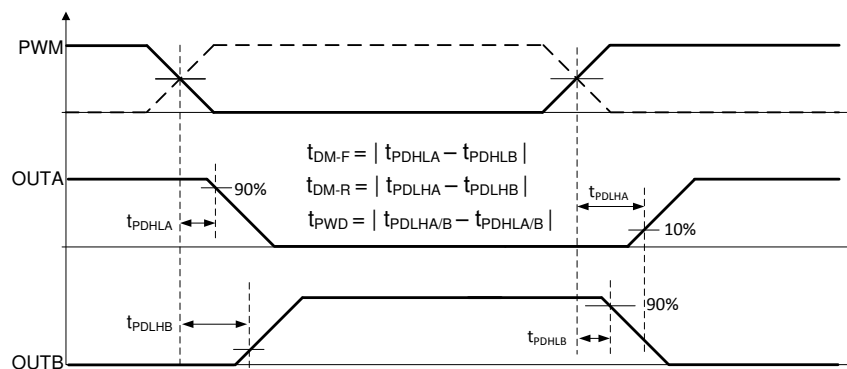 PWM
t_DM-F = | t_PDHLA – t_PDHLB |
OUTA
90%
t_DM-R = | t_PDLHA – t_PDLHB |
t_PDLHA
t_PDHLA
t_PWD = | t_PDLHA/B – t_PDHLA/B |
10%
90%
t_PDLHB
t_PDHLB
OUTB